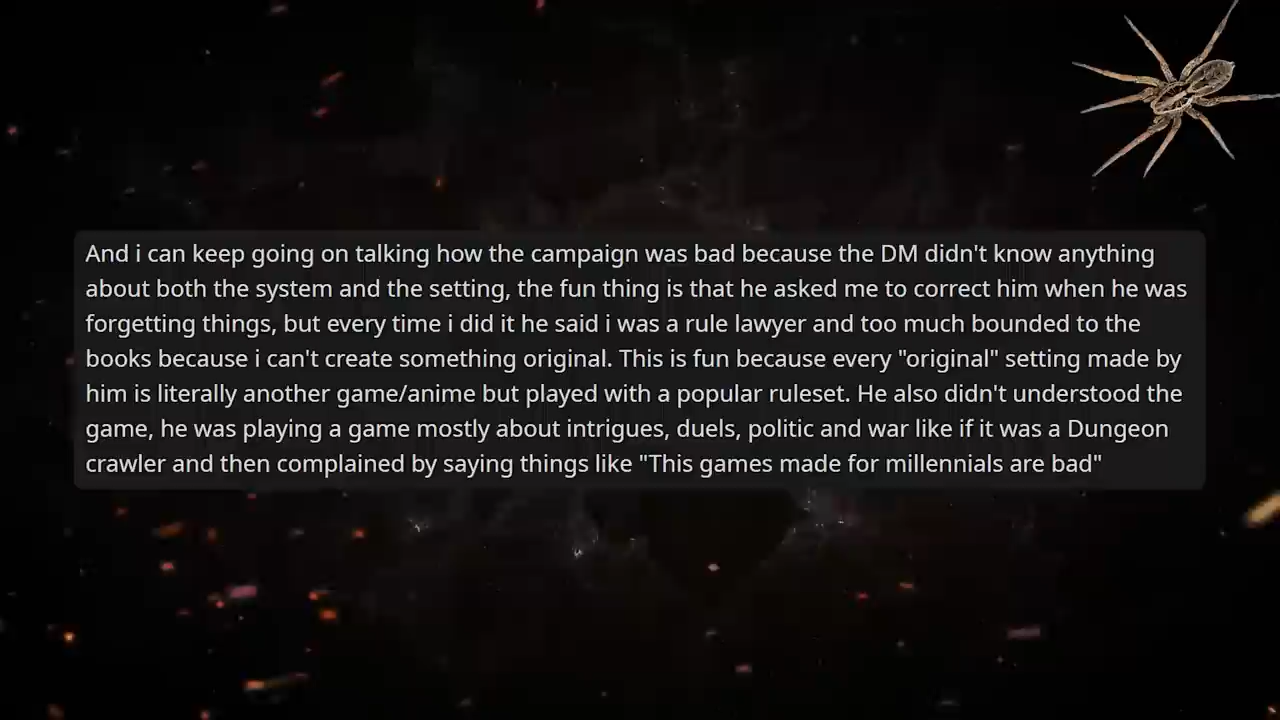 And i can keep going on talking how the campaign was bad because the DM didn't know anything
about both the system and the setting, the fun thing is that he asked me to correct him when he was
forgetting things, but every time i did it he said i was a rule lawyer and too much bounded to the
books because i can't create something original. This is fun because every "original" setting made by
him is literally another game/anime but played with a popular ruleset. He also didn't understood the
game, he was playing a game mostly about intrigues, duels, politic and war like if it was a Dungeon
crawler and then complained by saying things like "This games made for millennials are bad"